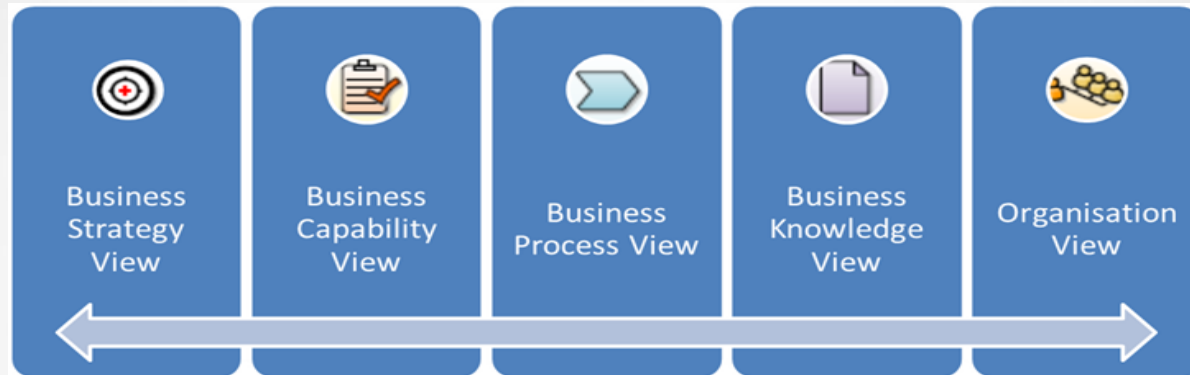 Business
Strategy
View
Business
Capability
View
Business
Process View
Business
Knowledge
View
Organisation
View